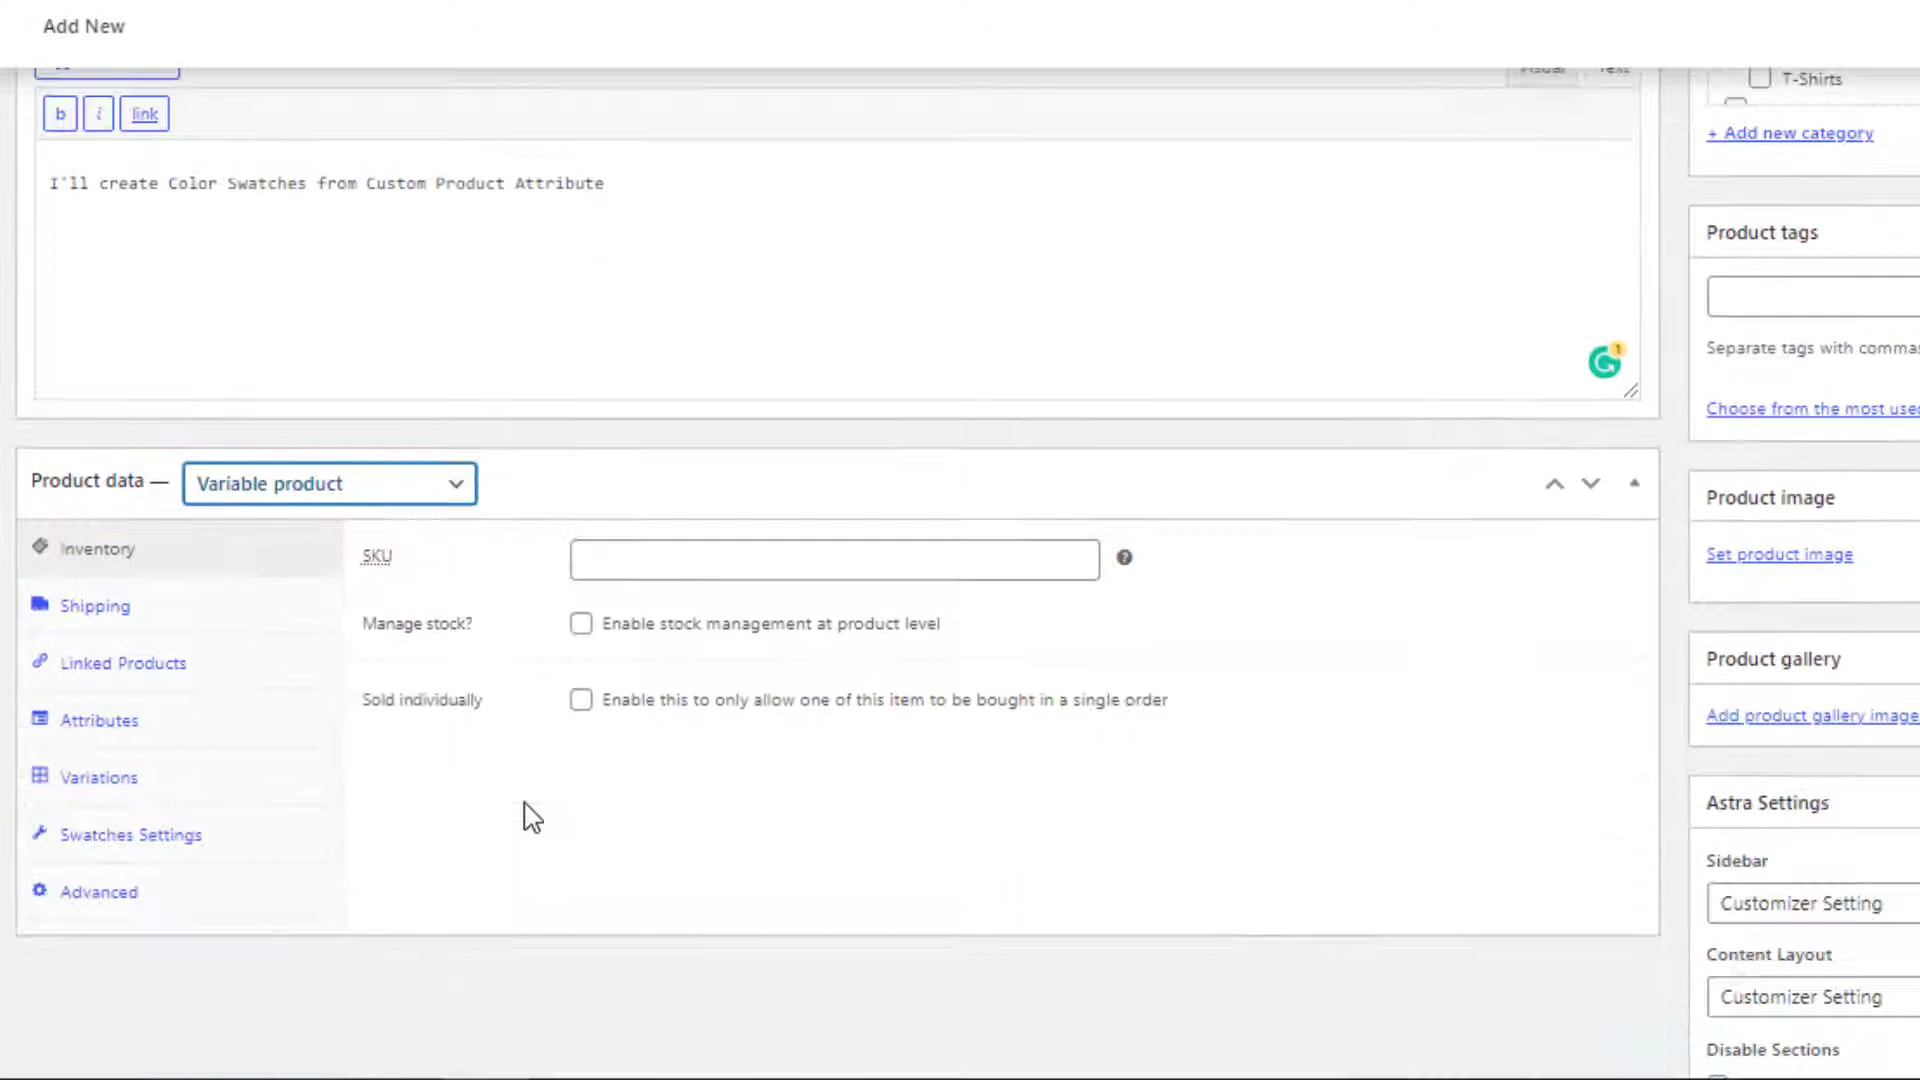 Add New
T-Shirts
b
i
link
+ Add new category
I'll create Color Swatches from Custom Product Attribute
Product tags
Separate tags with commas
1
Choose from the most used
Product data —
Variable product
Product image
Inventory
SKU
?
Set product image
Shipping
Manage stock?
Enable stock management at product level
Linked Products
Product gallery
Sold individually
Enable this to only allow one of this item to be bought in a single order
Attributes
Add product gallery image
Variations
Astra Settings
Swatches Settings
Sidebar
Advanced
Customizer Setting
Content Layout
Customizer Setting
Disable Sections